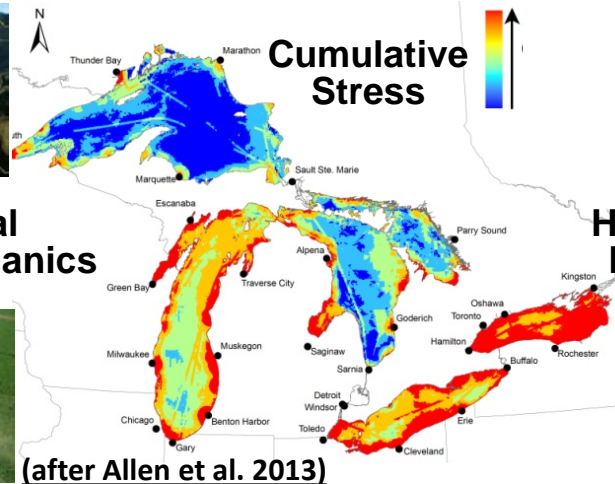 N
Thunder Bay
Marathon
Cumulative
Stress
uth
Marquette
Sault Ste. Marie
Escanaba
al
anics
Green Bay
Traverse City
Alpena
Parry Sound
H
Kingston
Oshawa
Toronto
Goderich
Hamilton
Rochester
Saginaw
Milwaukee
Muskegon
Sarnia
Buffalo
Detroit
Windsor
Chicago
Benton Harbor
Toledo
Erie
Gary
Cleveland
(after Allen et al. 2013)